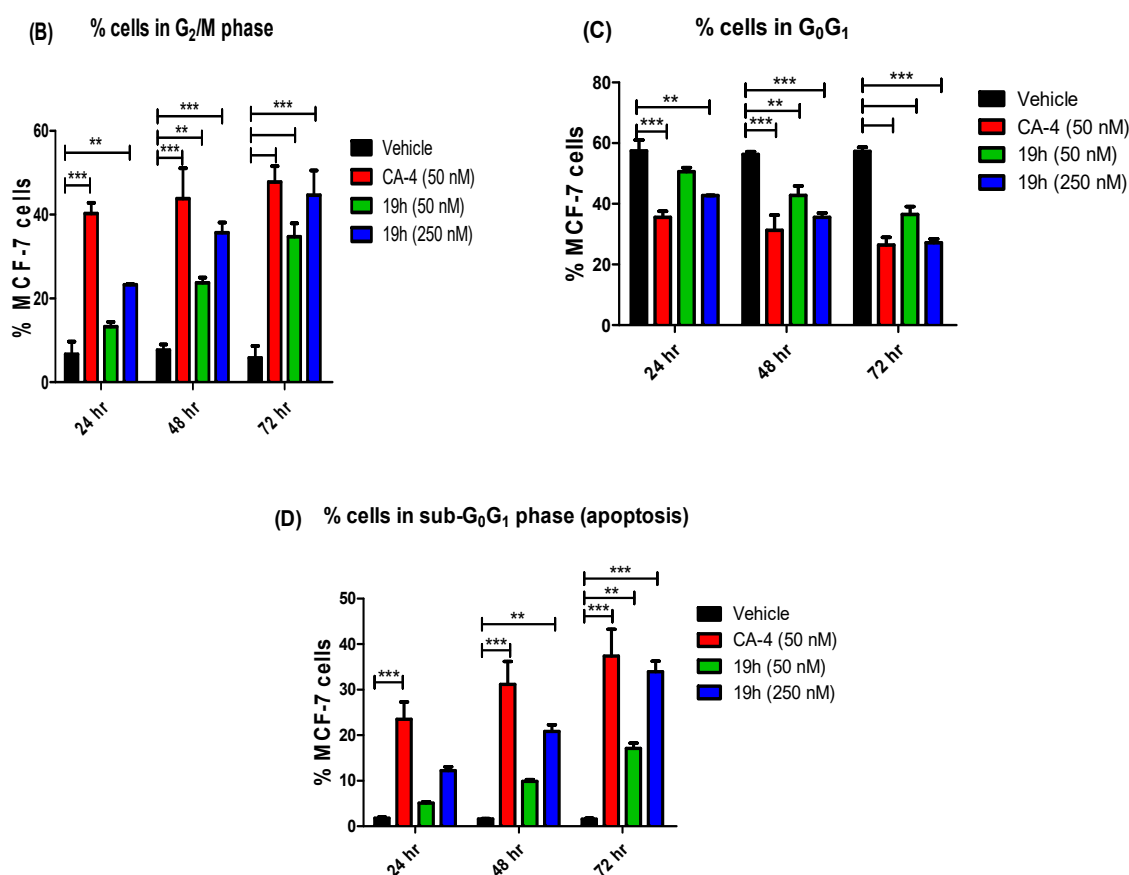 (B) % cells in G2/M phase
***
**
***
**
***
***
60
40
20
0
% MCF-7 cells
24 hr
48 hr
72 hr
Vehicle
CA-4 (50 nM)
19h (50 nM)
19h (250 nM)
(C) % cells in G0G1
**
***
***
**
***
***
80
60
40
20
0
% MCF-7 cells
24 hr
48 hr
72 hr
Vehicle
CA-4 (50 nM)
19h (50 nM)
19h (250 nM)
(D) % cells in sub-G0G1 phase (apoptosis)
***
**
***
***
**
***
50
40
30
20
10
0
% MCF-7 cells
24 hr
48 hr
72 hr
Vehicle
CA-4 (50 nM)
19h (50 nM)
19h (250 nM)